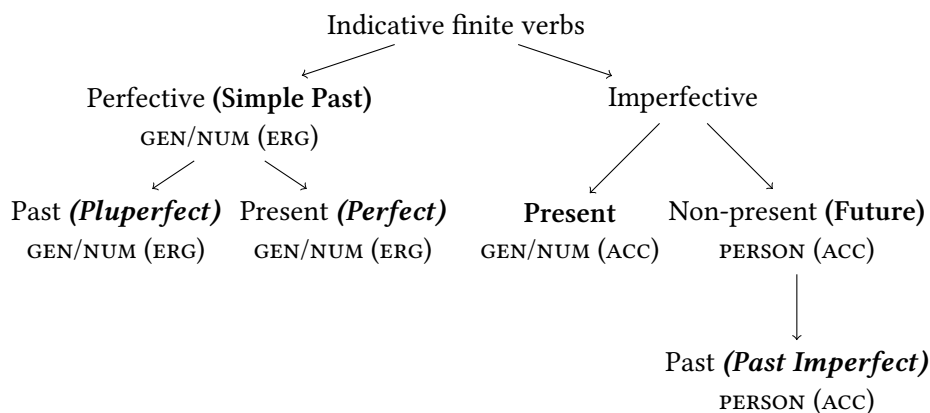 Indicative finite verbs
Perfective (Simple Past) Imperfective
GEN/NUM (ERG)
Past (Pluperfect) Present (Perfect) Present Non-present (Future)
GEN/NUM (ERG) GEN/NUM (ERG) GEN/NUM (ACC) PERSON (ACC)
Past (Past Imperfect)
PERSON (ACC)